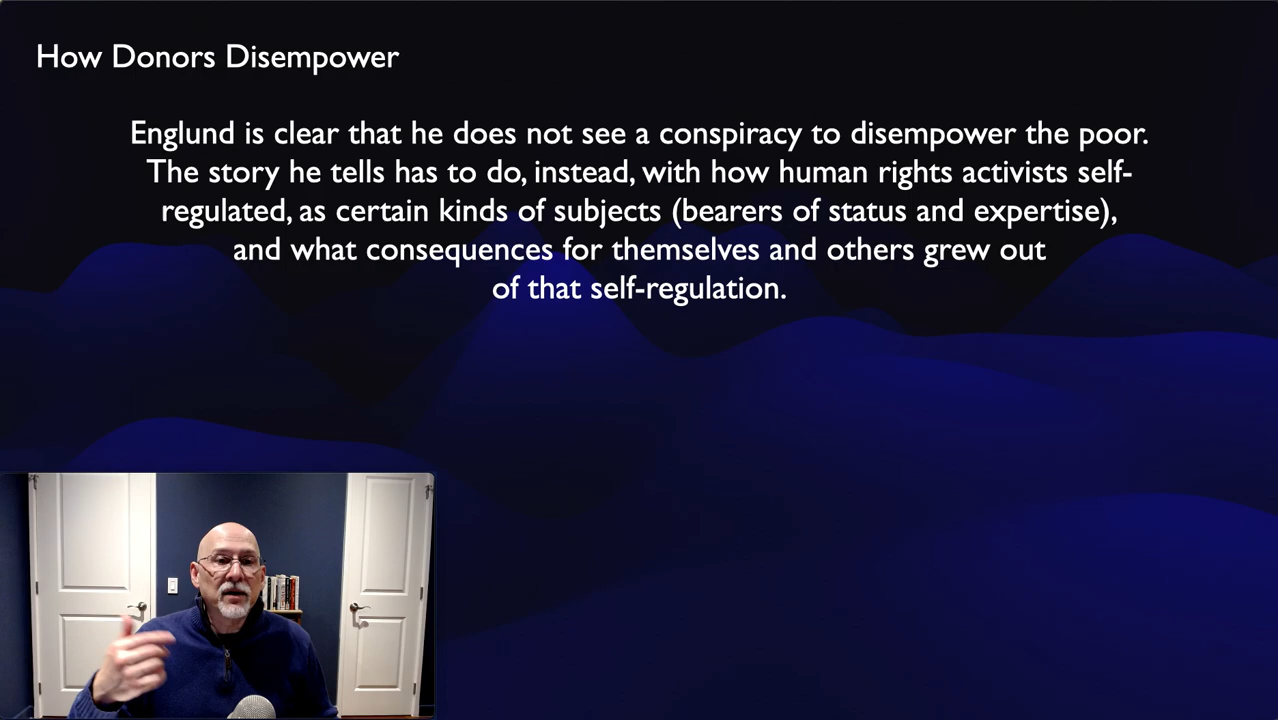 How Donors Disempower
Englund is clear that he does not see a conspiracy to disempower the poor.
The story he tells has to do, instead, with how human rights activists self-
regulated, as certain kinds of subjects (bearers of status and expertise),
and what consequences for themselves and others grew out
of that self-regulation.